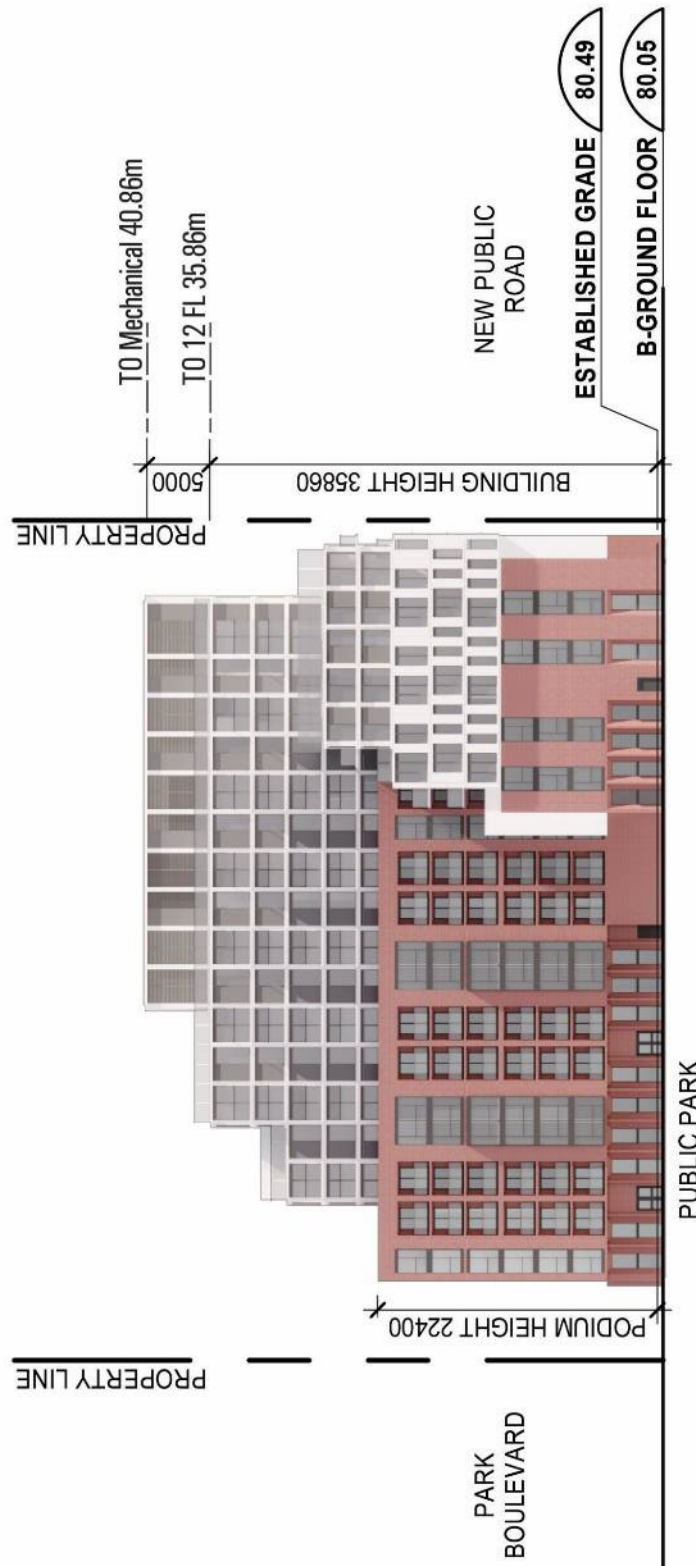 TO Mechanical 40.86m
TO 12 FL 35.86m
PROPERTY LINE
PROPERTY LINE
5000
BUILDING HEIGHT 35860
PODIUM HEIGHT 22400
PARK
BOULEVARD
NEW PUBLIC
ROAD
ESTABLISHED GRADE
80.49
B-GROUND FLOOR
80.05
PUBLIC PARK